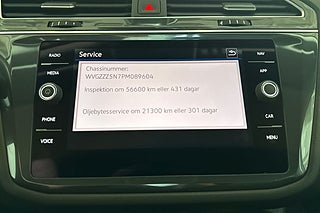 Service
RADIO
NAV
MEDIA
APP
PHONE
CAR
VOICE
MENU
Chassinummer:
WVGZZZ5N7PM089604
Inspektion om 56600 km eller 431 dagar
Oljebytesservice om 21300 km eller 301 dagar